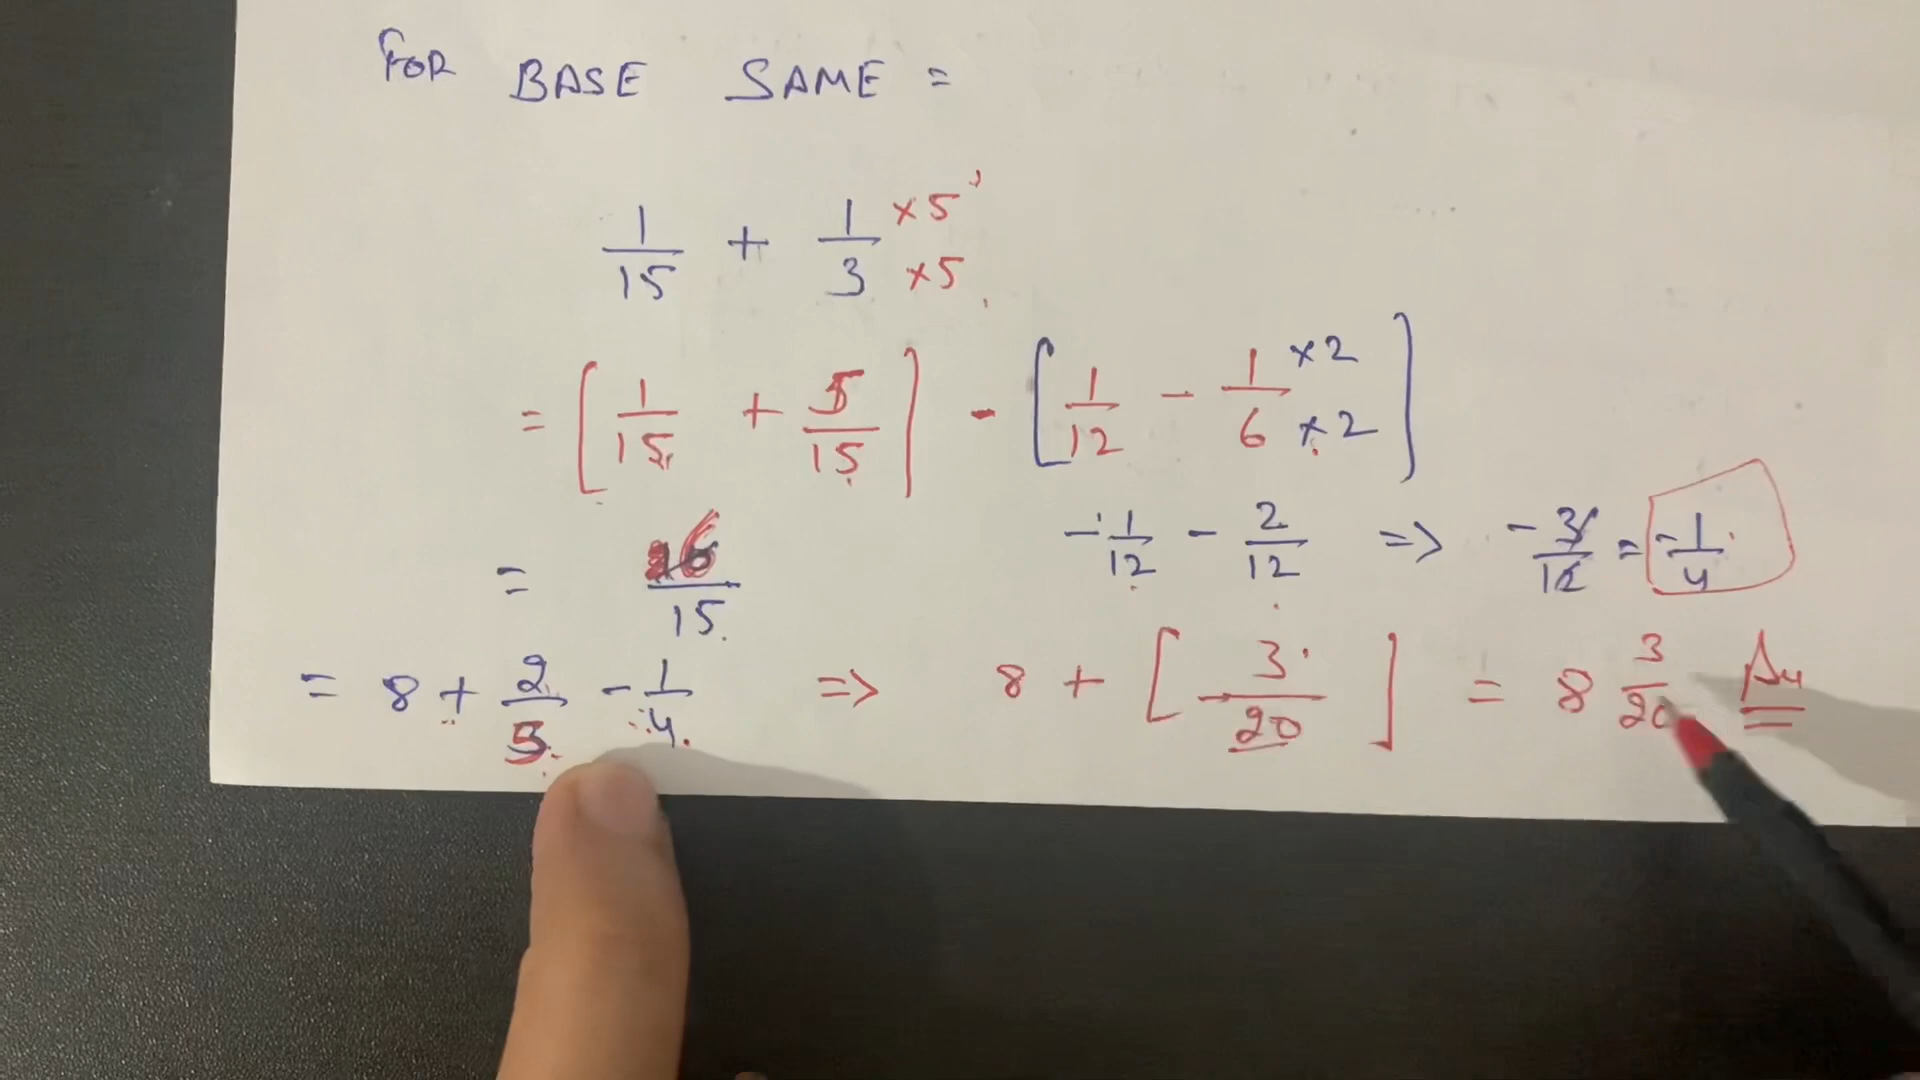 FOR BASE SAME =
1/15 + 1/3 ×5 ×5
= [1/15 + 5/15] - [1/12 - 1/6 ×2 ×2]
= 6/15
-1/12 - 2/12 => -3/12 = -1/4
= 8 + 2/5 - 1/4 => 8 + [3/20] = 8 3/20